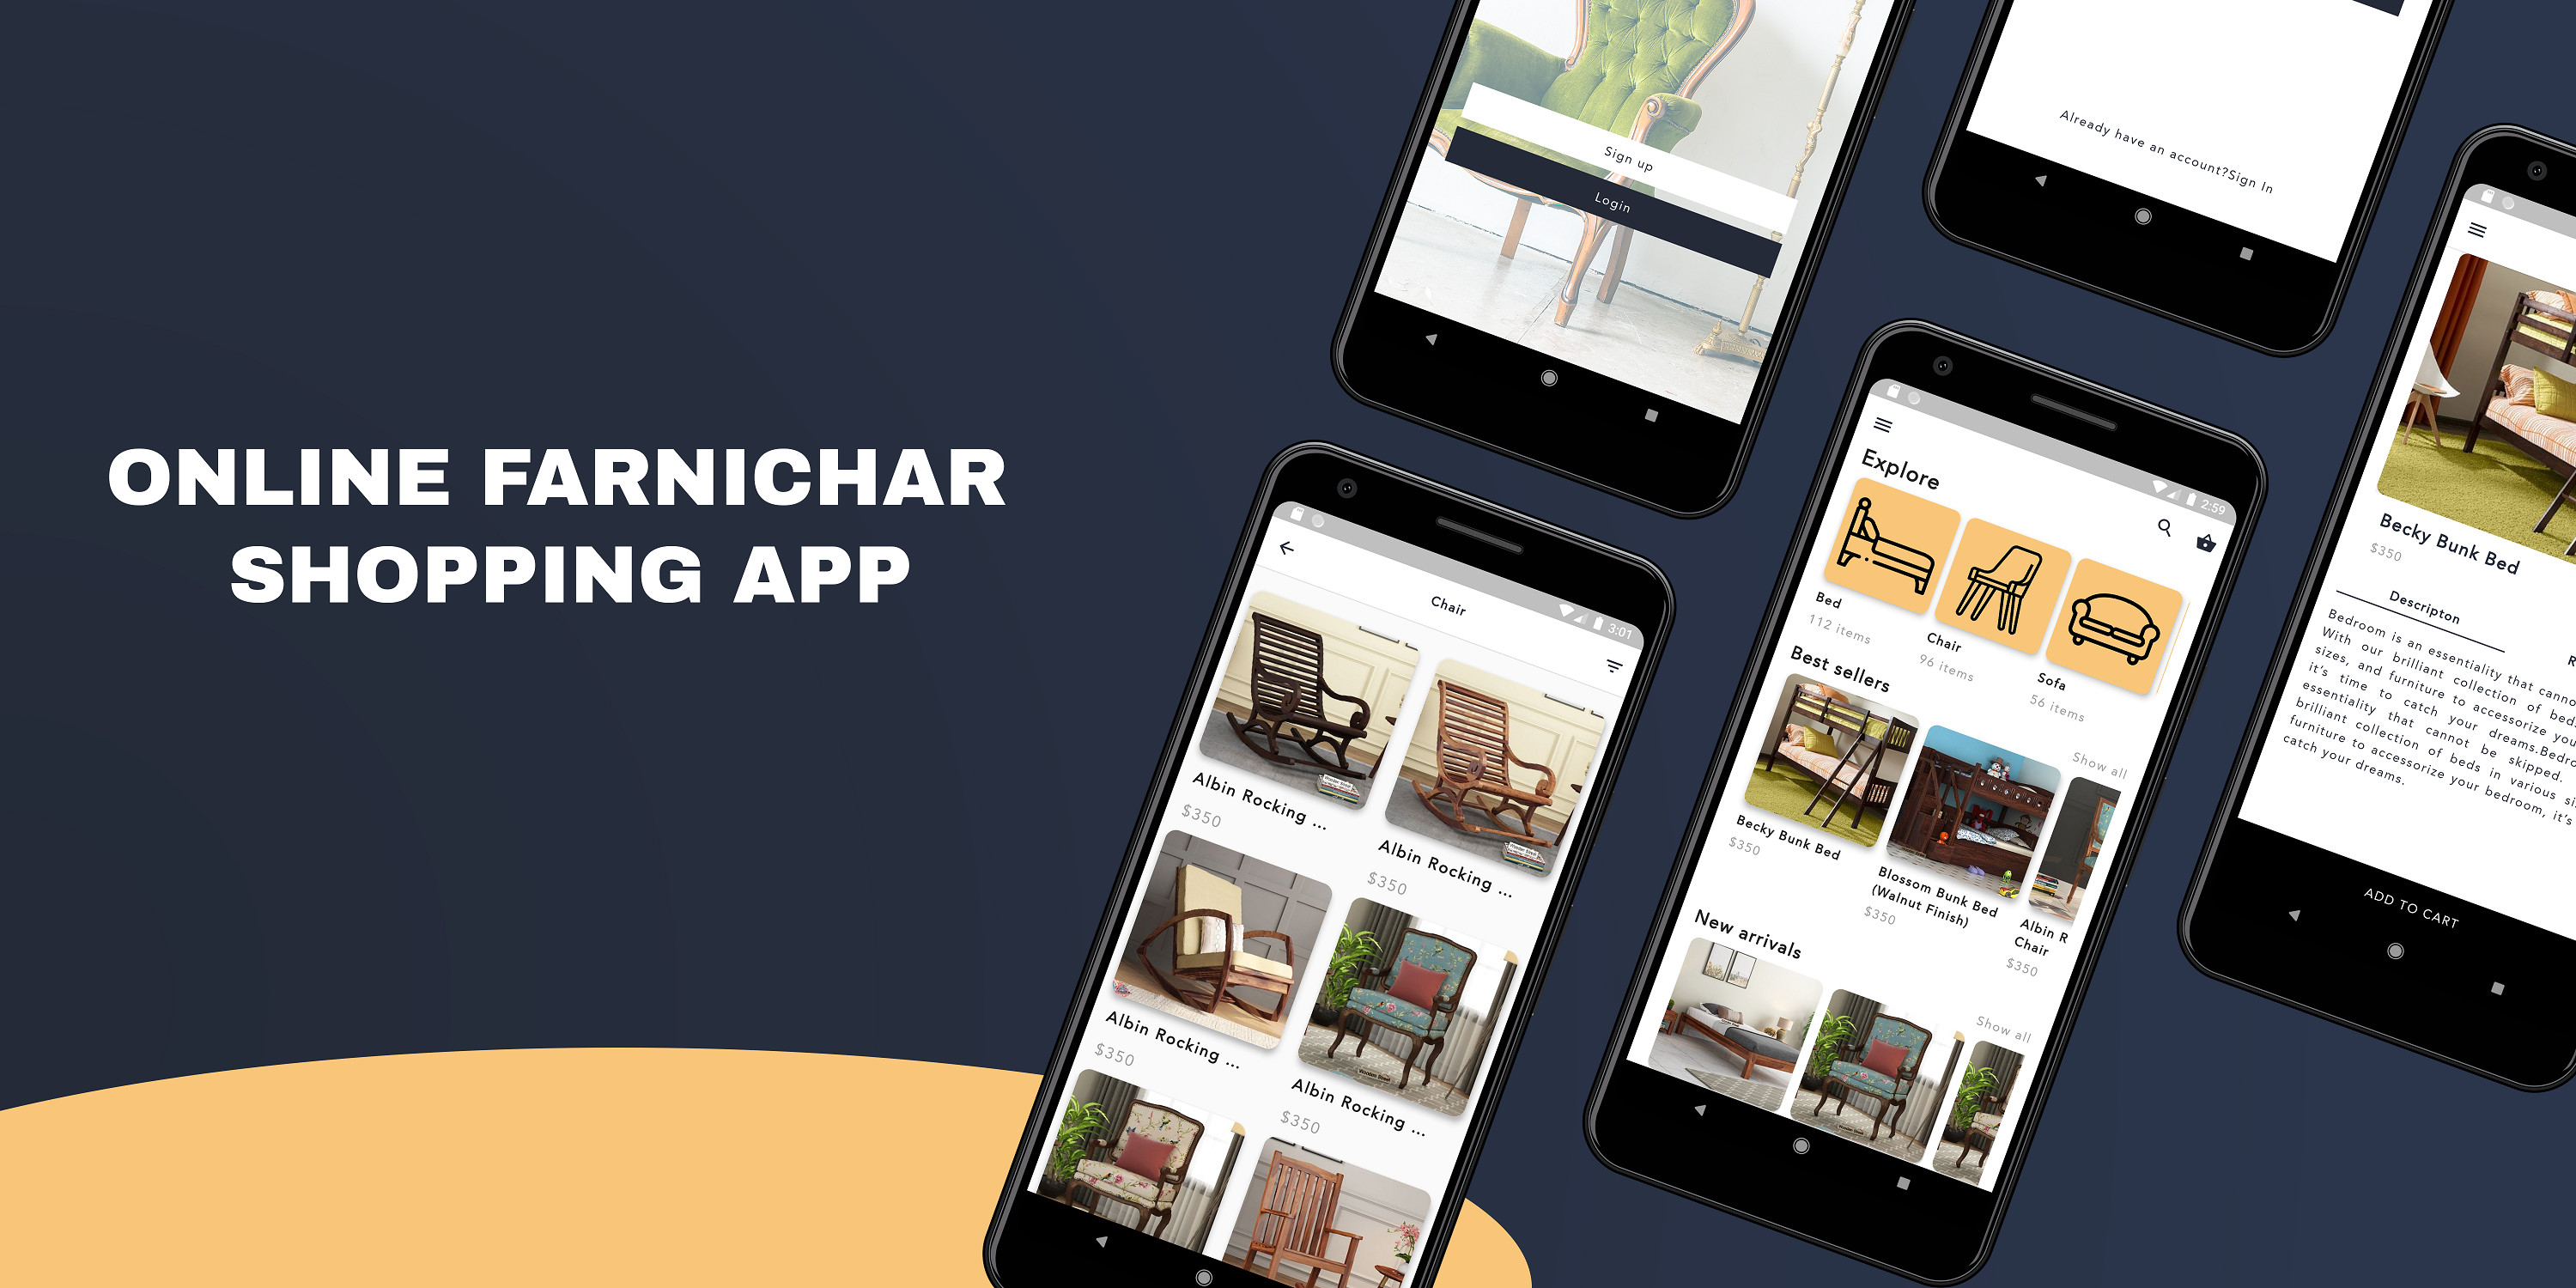 ONLINE FARNICHAR
SHOPPING APP
Sign up
Login
Already have an account?Sign In
3:01
Chair
Albin Rocking ...
$350
Albin Rocking ...
$350
Albin Rocking ...
$350
Albin Rocking ...
$350
2:59
Explore
Bed
112 items
Chair
96 items
Sofa
56 items
Best sellers
Show all
Becky Bunk Bed
$350
Blossom Bunk Bed
(Walnut Finish)
$350
Albin R
Chair
$350
New arrivals
Show all
Becky Bunk Bed
$350
Descripton
R
Bedroom is an essentiality that canno
With our brilliant collection of bed
sizes, and furniture to accessorize you
it's time to catch your dreams.Bedro
essentiality that cannot be skipped.
brilliant collection of beds in various si
furniture to accessorize your bedroom, it's
catch your dreams.
ADD TO CART